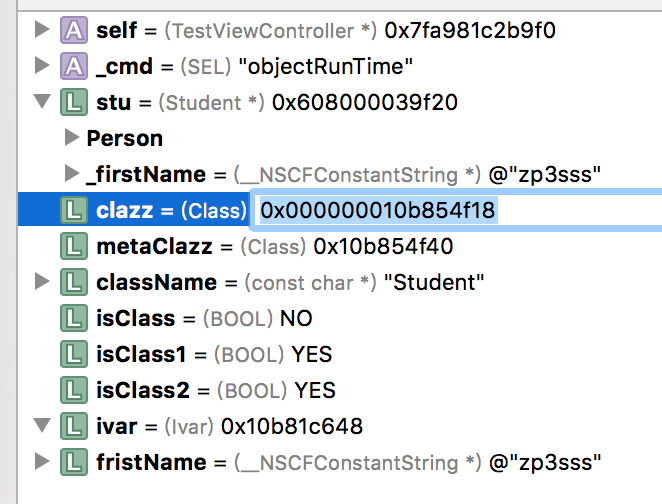 A self = (TestViewController *) 0x7fa981c2b9f0
A _cmd = (SEL) "objectRunTime"
L stu = (Student *) 0x608000039f20
Person
_firstName = (__NSCFConstantString *) @"zp3sss"
L clazz = (Class) 0x000000010b854f18
L metaClazz = (Class) 0x10b854f40
L className = (const char *) "Student"
L isClass = (BOOL) NO
L isClass1 = (BOOL) YES
L isClass2 = (BOOL) YES
L ivar = (Ivar) 0x10b81c648
L fristName = (__NSCFConstantString *) @"zp3sss"